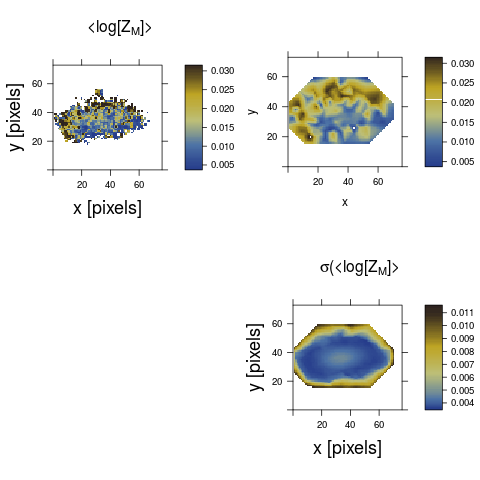 <log[Z_M]>
60
40
20
20 40 60
y [pixels]
x [pixels]
0.030
0.025
0.020
0.015
0.010
0.005
60
40
20
20 40 60
y
x
0.030
0.025
0.020
0.015
0.010
0.005
σ(<log[Z_M]>
60
40
20
20 40 60
y [pixels]
x [pixels]
0.011
0.010
0.009
0.008
0.007
0.006
0.005
0.004